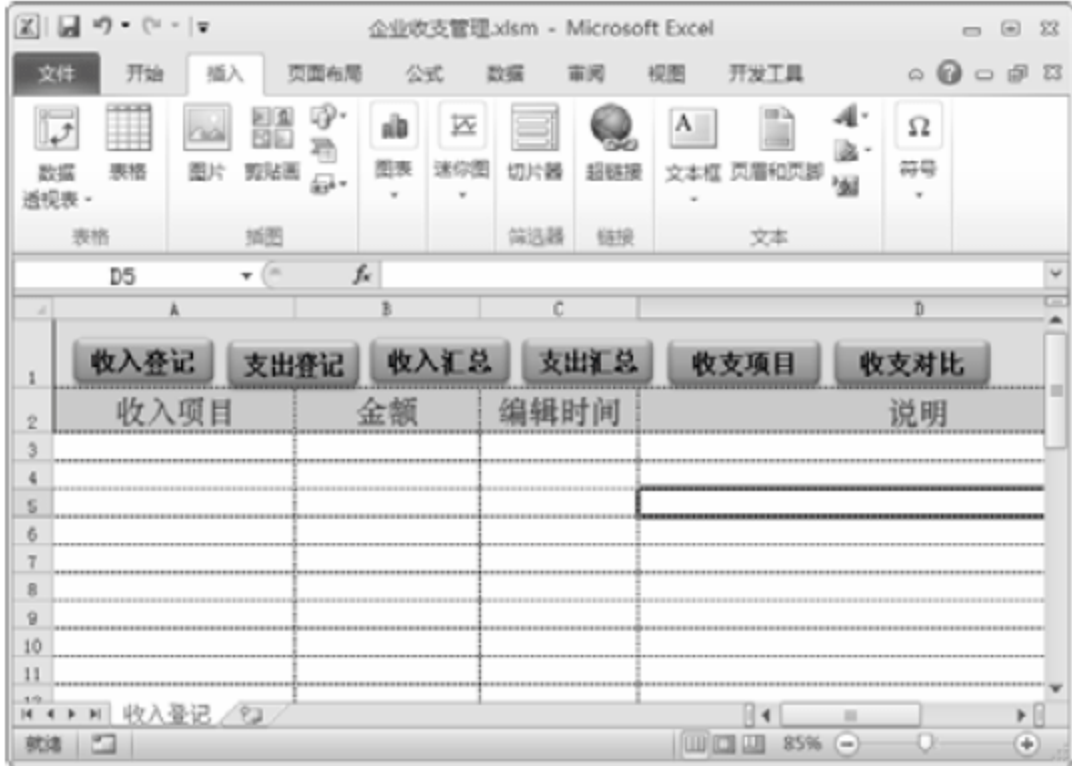 企业收支管理.xlsm - Microsoft Excel
文件 开始 插入 页面布局 公式 数据 审阅 视图 开发工具
数据透视表 表格 图片 剪贴画 图表 迷你图 切片器 超链接 文本框 页眉和页脚 符号
表格 插图 筛选器 链接 文本
D5 fx
A B C D
收入登记 支出登记 收入汇总 支出汇总 收支项目 收支对比
1
2 收入项目 金额 编辑时间 说明
3
4
5
6
7
8
9
10
11
12
收入登记
就绪 85%